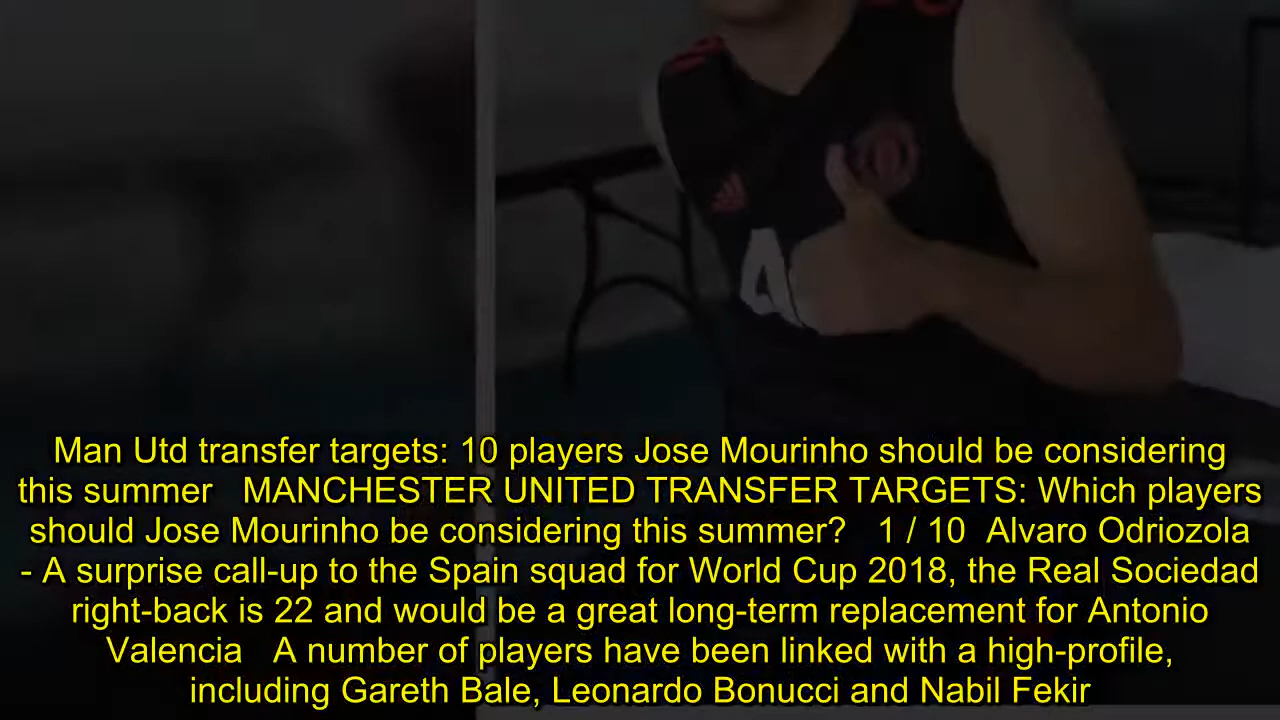 Man Utd transfer targets: 10 players Jose Mourinho should be considering
this summer   MANCHESTER UNITED TRANSFER TARGETS: Which players
should Jose Mourinho be considering this summer?   1 / 10  Alvaro Odriozola
- A surprise call-up to the Spain squad for World Cup 2018, the Real Sociedad
right-back is 22 and would be a great long-term replacement for Antonio
Valencia   A number of players have been linked with a high-profile,
including Gareth Bale, Leonardo Bonucci and Nabil Fekir